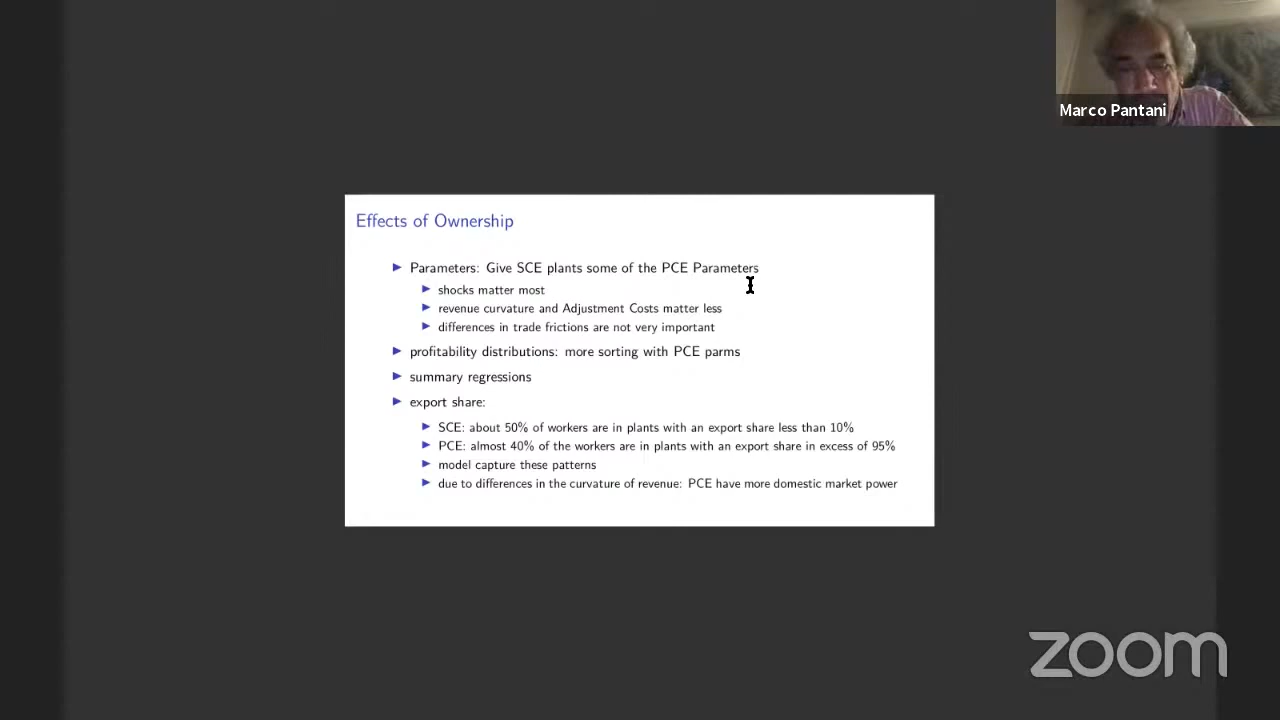 Marco Pantani
Effects of Ownership
Parameters: Give SCE plants some of the PCE Parameters
shocks matter most
revenue curvature and Adjustment Costs matter less
differences in trade frictions are not very important
profitability distributions: more sorting with PCE parms
summary regressions
export share:
SCE: about 50% of workers are in plants with an export share less than 10%
PCE: almost 40% of the workers are in plants with an export share in excess of 95%
model capture these patterns
due to differences in the curvature of revenue: PCE have more domestic market power
zoom